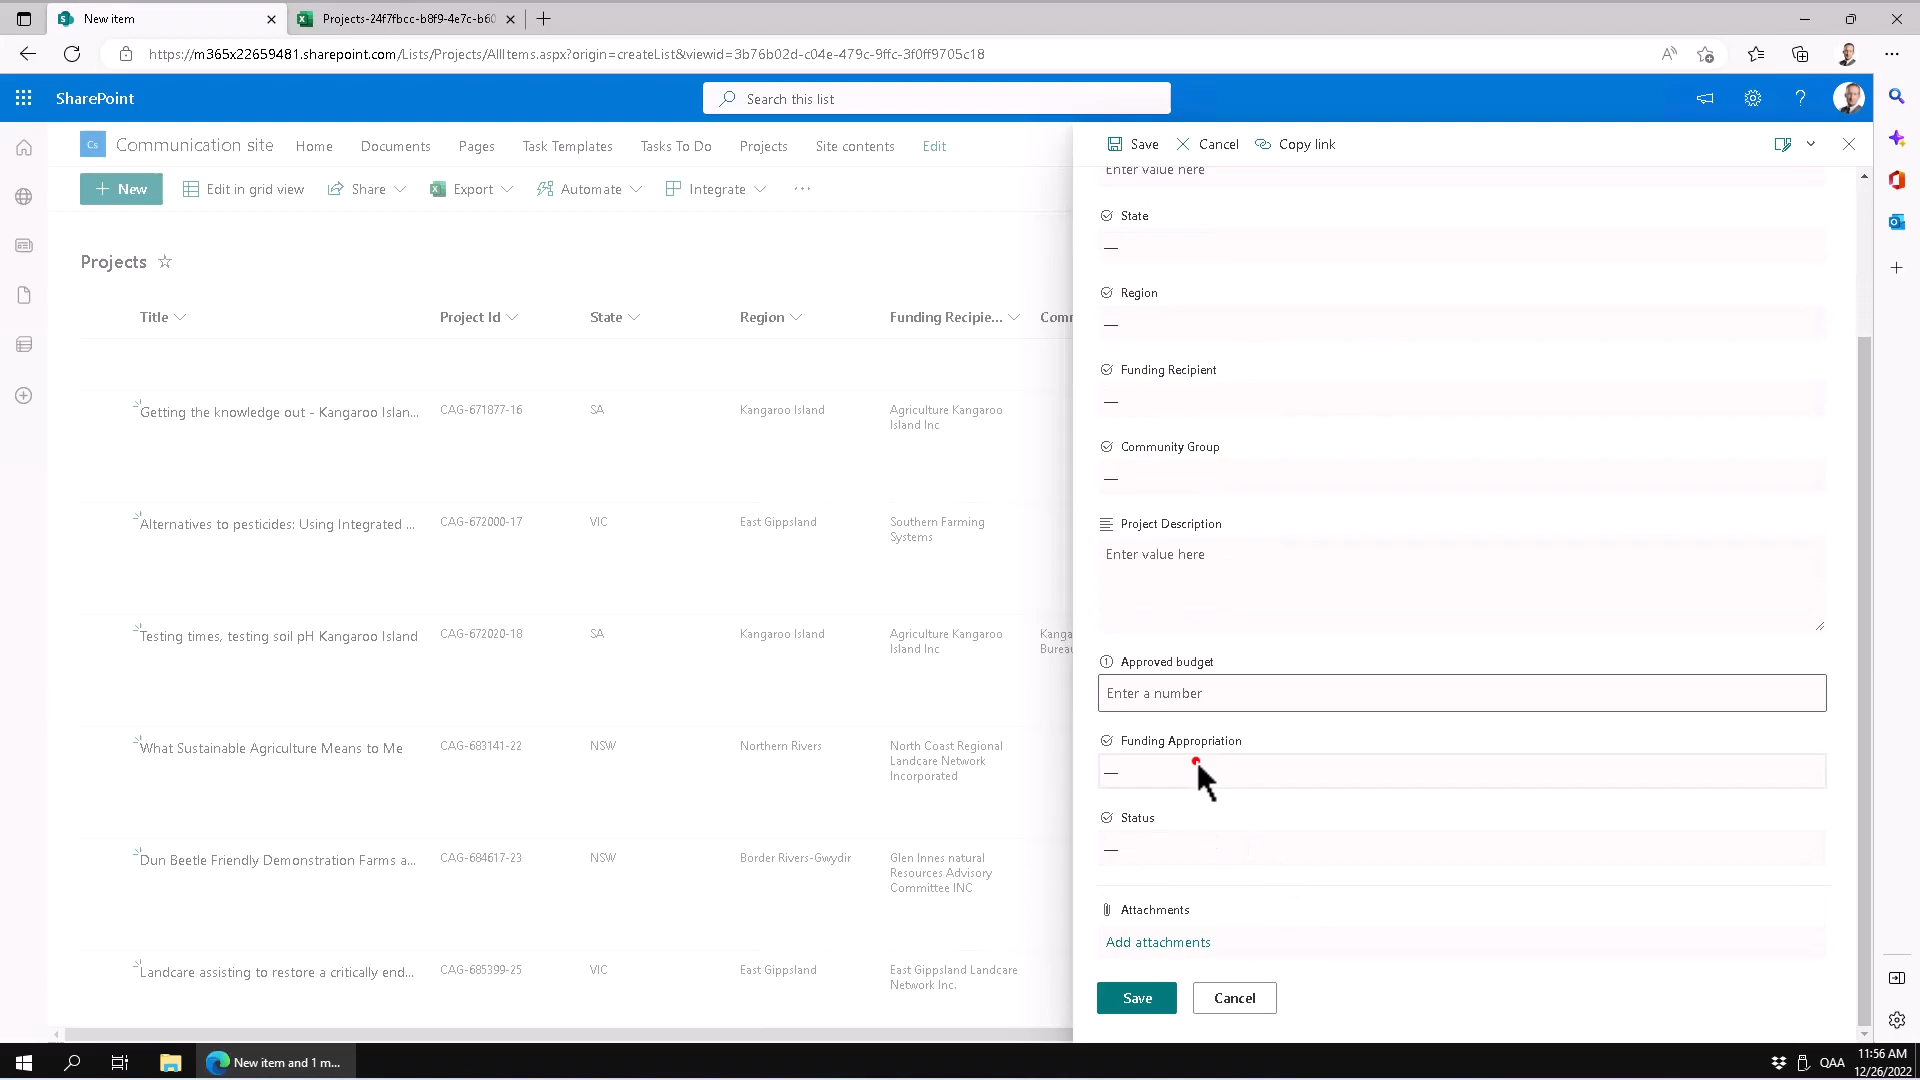 New item
Projects-24f7fbcc-b8f9-4e7c-b60
https://m365x22659481.sharepoint.com/Lists/Projects/AllItems.aspx?origin=createList&viewid=3b76b02d-c04e-479c-9ffc-3f0ff9705c18
SharePoint
Search this list
Cs
Communication site
Home
Documents
Pages
Task Templates
Tasks To Do
Projects
Site contents
Edit
New
Edit in grid view
Share
Export
Automate
Integrate
Projects
Title
Project Id
State
Region
Funding Recipie...
Getting the knowledge out - Kangaroo Islan...
CAG-671877-16
SA
Kangaroo Island
Agriculture Kangaroo
Island Inc
Alternatives to pesticides: Using Integrated ...
CAG-672000-17
VIC
East Gippsland
Southern Farming
Systems
Testing times, testing soil pH Kangaroo Island
CAG-672020-18
SA
Kangaroo Island
Agriculture Kangaroo
Island Inc
What Sustainable Agriculture Means to Me
CAG-683141-22
NSW
Northern Rivers
North Coast Regional
Landcare Network
Incorporated
Dun Beetle Friendly Demonstration Farms a...
CAG-684617-23
NSW
Border Rivers-Gwydir
Glen Innes natural
Resources Advisory
Committee INC
Landcare assisting to restore a critically end...
CAG-685399-25
VIC
East Gippsland
East Gippsland Landcare
Network Inc.
Save
Cancel
Copy link
Enter value here
State
—
Region
—
Funding Recipient
—
Community Group
—
Project Description
Enter value here
Approved budget
Enter a number
Funding Appropriation
—
Status
—
Attachments
Add attachments
Save
Cancel
New item and 1 m...
QAA
11:56 AM
12/26/2022